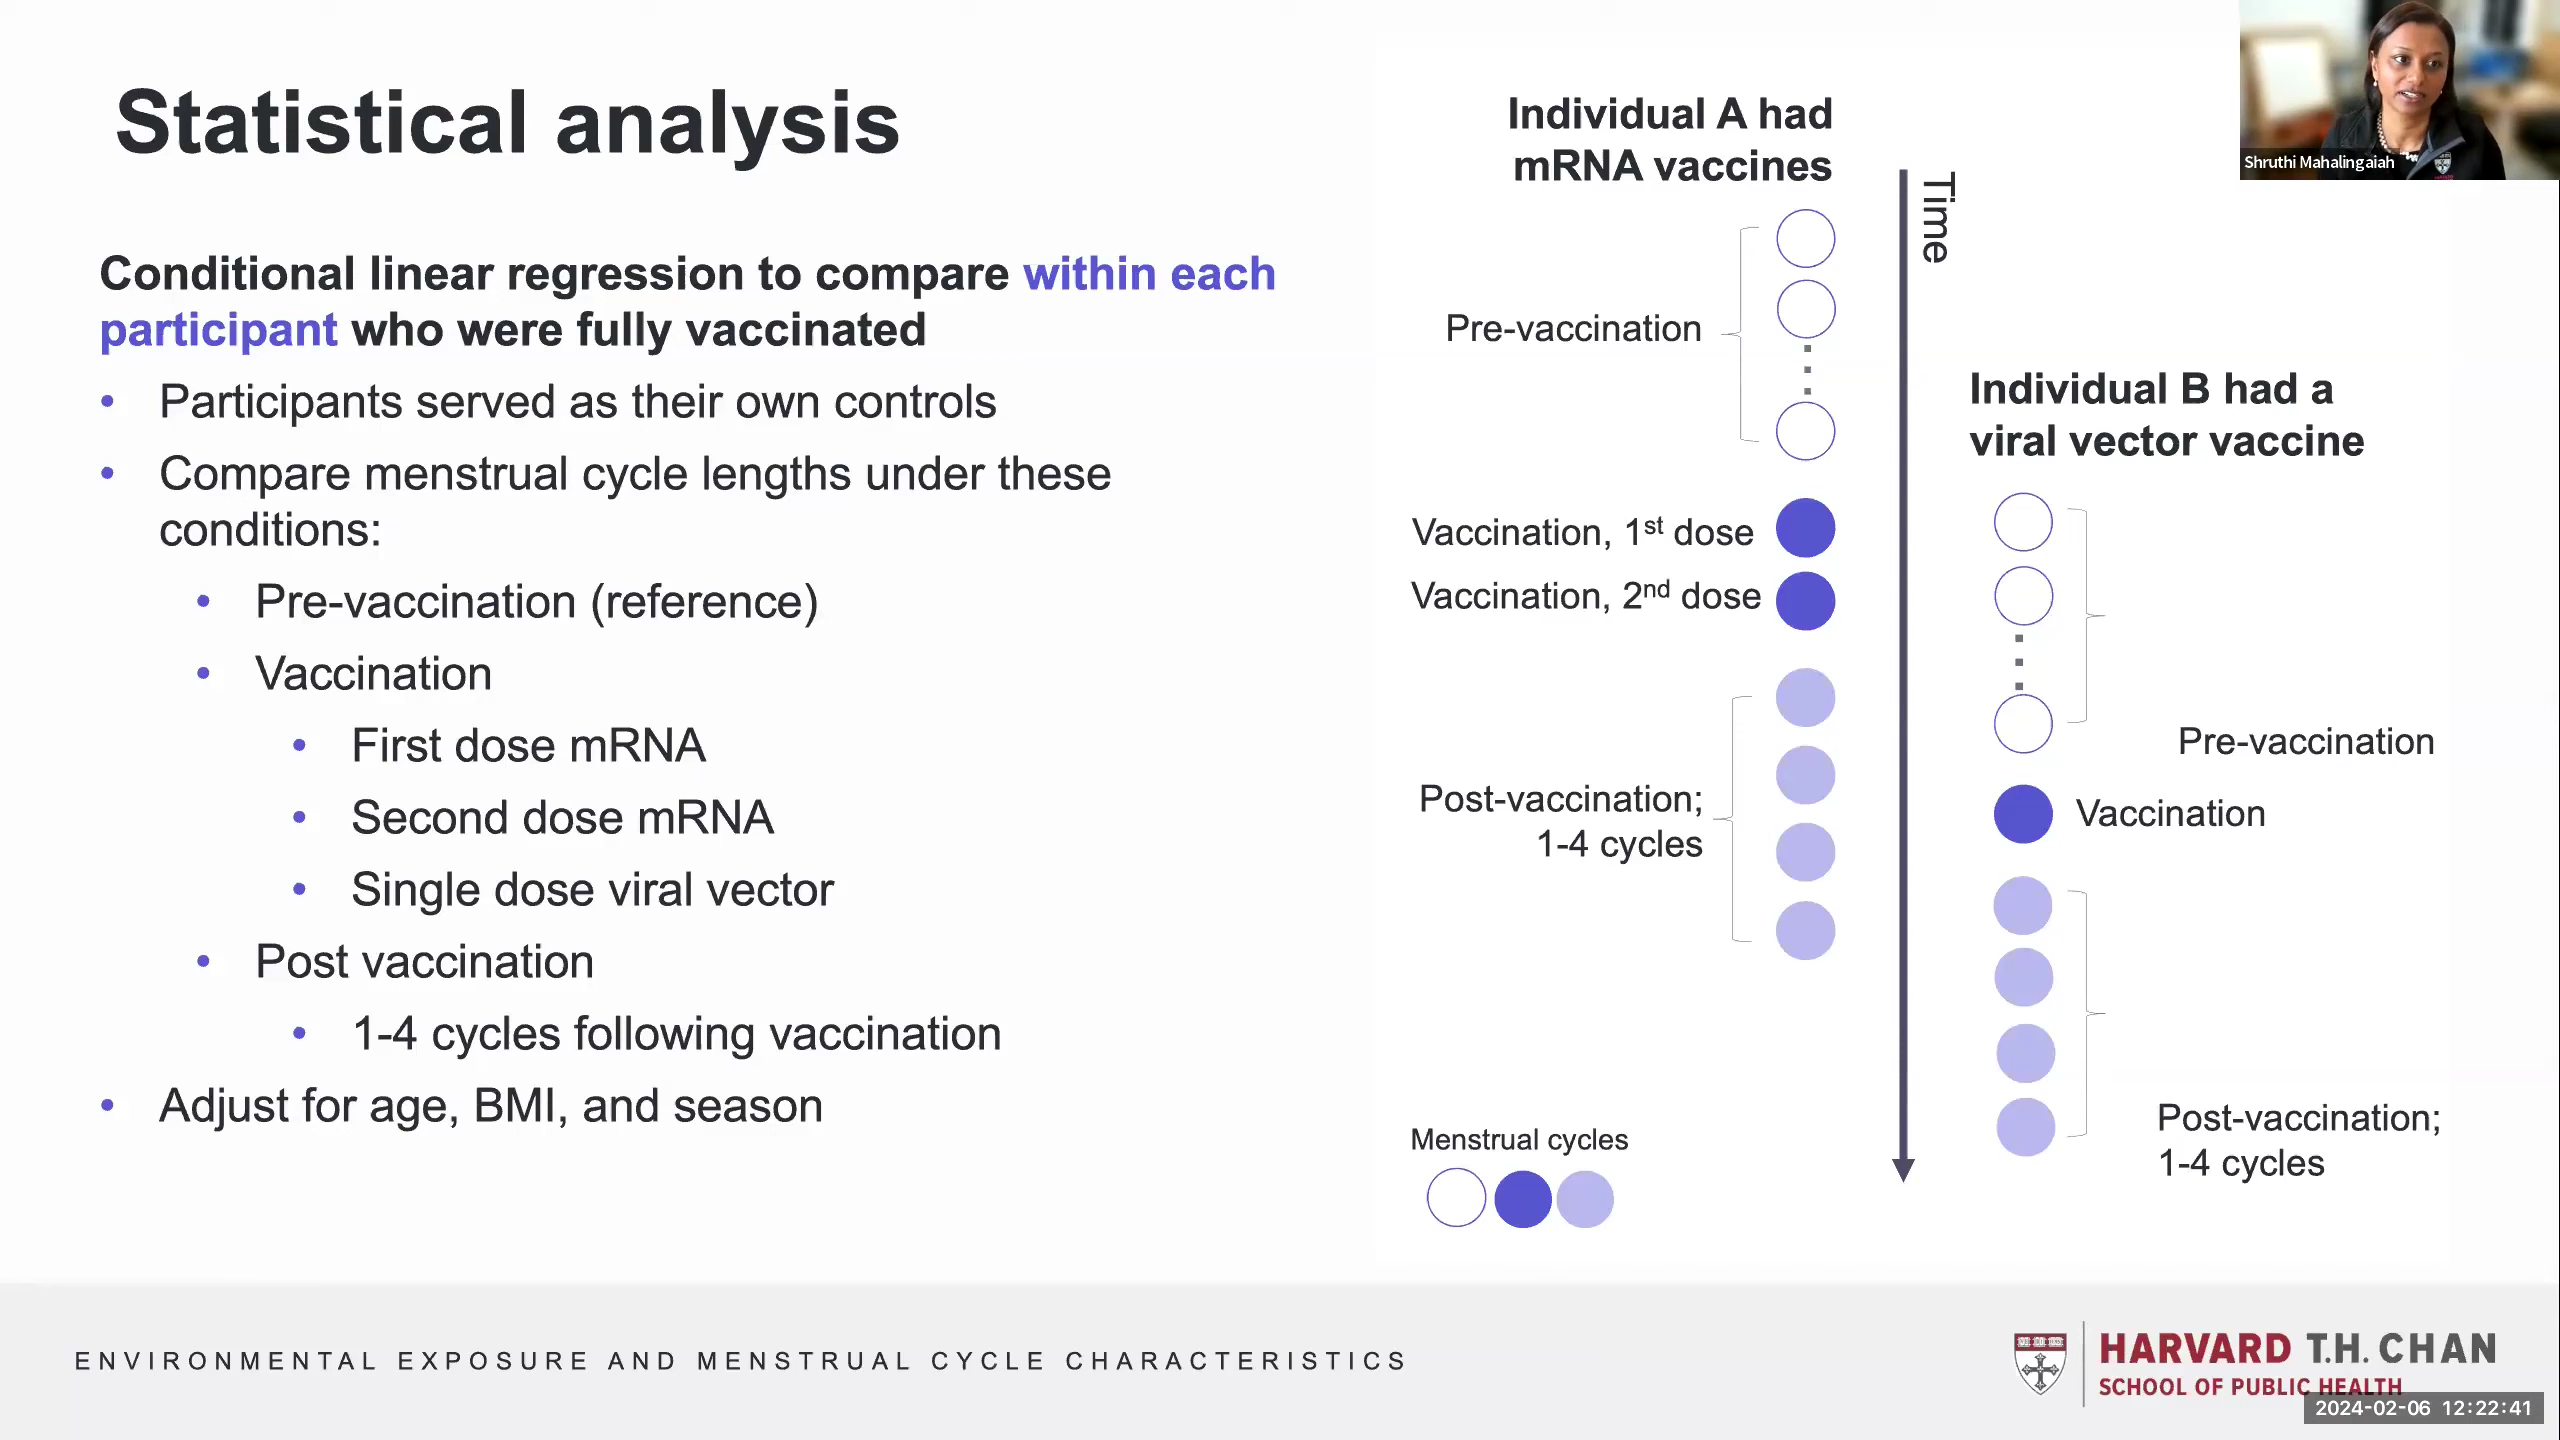 Statistical analysis
Conditional linear regression to compare within each
participant who were fully vaccinated
• Participants served as their own controls
• Compare menstrual cycle lengths under these
conditions:
• Pre-vaccination (reference)
• Vaccination
• First dose mRNA
• Second dose mRNA
• Single dose viral vector
• Post vaccination
• 1-4 cycles following vaccination
• Adjust for age, BMI, and season
Individual A had
mRNA vaccines
Pre-vaccination
Vaccination, 1st dose
Vaccination, 2nd dose
Post-vaccination;
1-4 cycles
Menstrual cycles
Time
Individual B had a
viral vector vaccine
Pre-vaccination
Vaccination
Post-vaccination;
1-4 cycles
Shruthi Mahalingaiah
ENVIRONMENTAL EXPOSURE AND MENSTRUAL CYCLE CHARACTERISTICS
HARVARD T.H. CHAN
SCHOOL OF PUBLIC HEALTH
2024-02-06 12:22:41